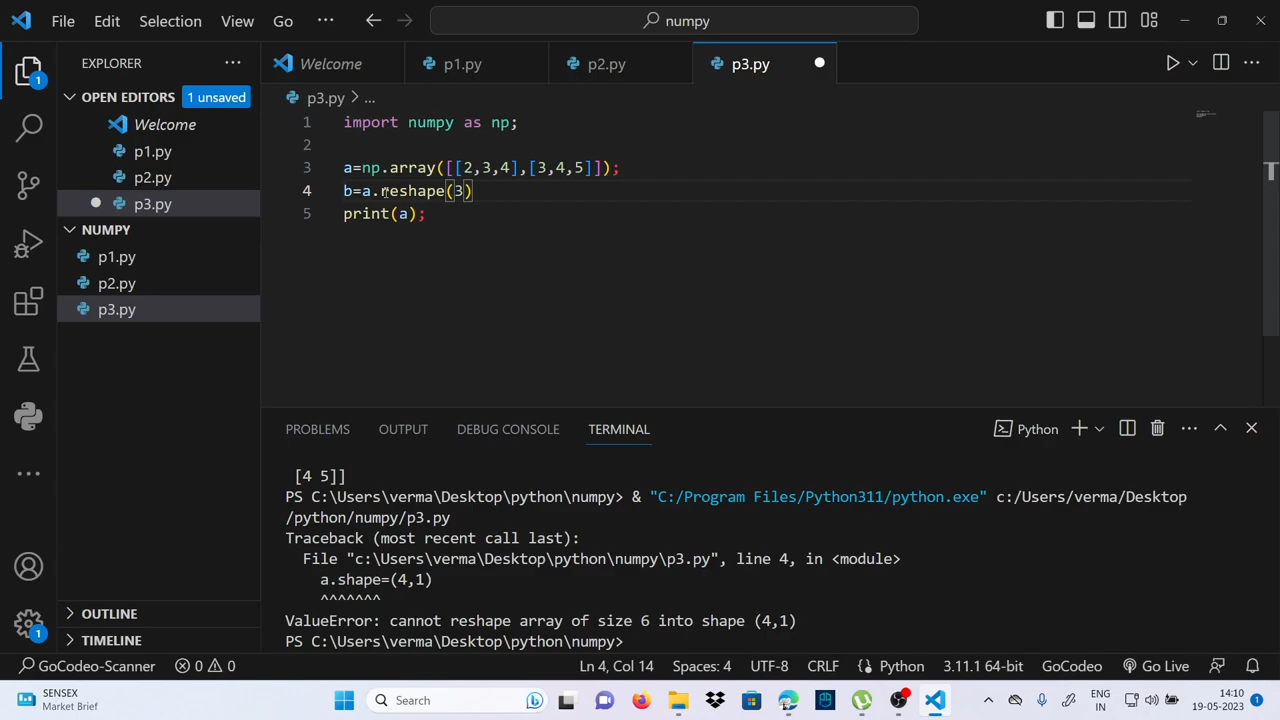 File Edit Selection View Go ··· numpy
EXPLORER ···
OPEN EDITORS 1 unsaved
Welcome
p1.py
p2.py
p3.py
NUMPY
p1.py
p2.py
p3.py
OUTLINE
TIMELINE
1
1
Welcome p1.py p2.py p3.py
p3.py > ...
1 import numpy as np;
2
3 a=np.array([[2,3,4],[3,4,5]]);
4 b=a.reshape(3)
5 print(a);
PROBLEMS OUTPUT DEBUG CONSOLE TERMINAL Python
[4 5]]
PS C:\Users\verma\Desktop\python\numpy> & "C:/Program Files/Python311/python.exe" c:/Users/verma/Desktop
/python/numpy/p3.py
Traceback (most recent call last):
File "c:\Users\verma\Desktop\python\numpy\p3.py", line 4, in <module>
a.shape=(4,1)
^^^^^^^
ValueError: cannot reshape array of size 6 into shape (4,1)
PS C:\Users\verma\Desktop\python\numpy>
GoCodeo-Scanner 0 0 Ln 4, Col 14 Spaces: 4 UTF-8 CRLF Python 3.11.1 64-bit GoCodeo Go Live
SENSEX
Market Brief
Search
ENG
IN
14:10
19-05-2023
1